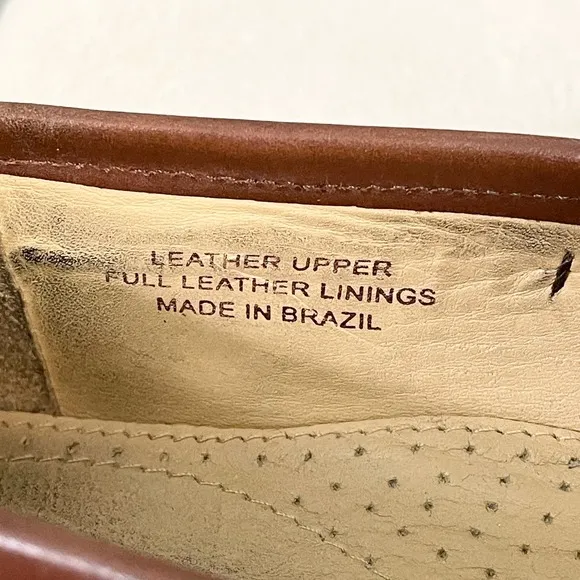 LEATHER UPPER
FULL LEATHER LININGS
MADE IN BRAZIL